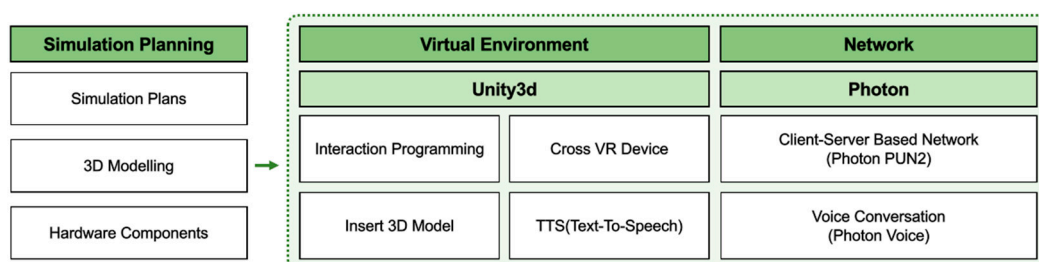 Simulation Planning
Simulation Plans
3D Modelling
Hardware Components
Virtual Environment
Unity3d
Interaction Programming
Cross VR Device
Insert 3D Model
TTS(Text-To-Speech)
Network
Photon
Client-Server Based Network
(Photon PUN2)
Voice Conversation
(Photon Voice)